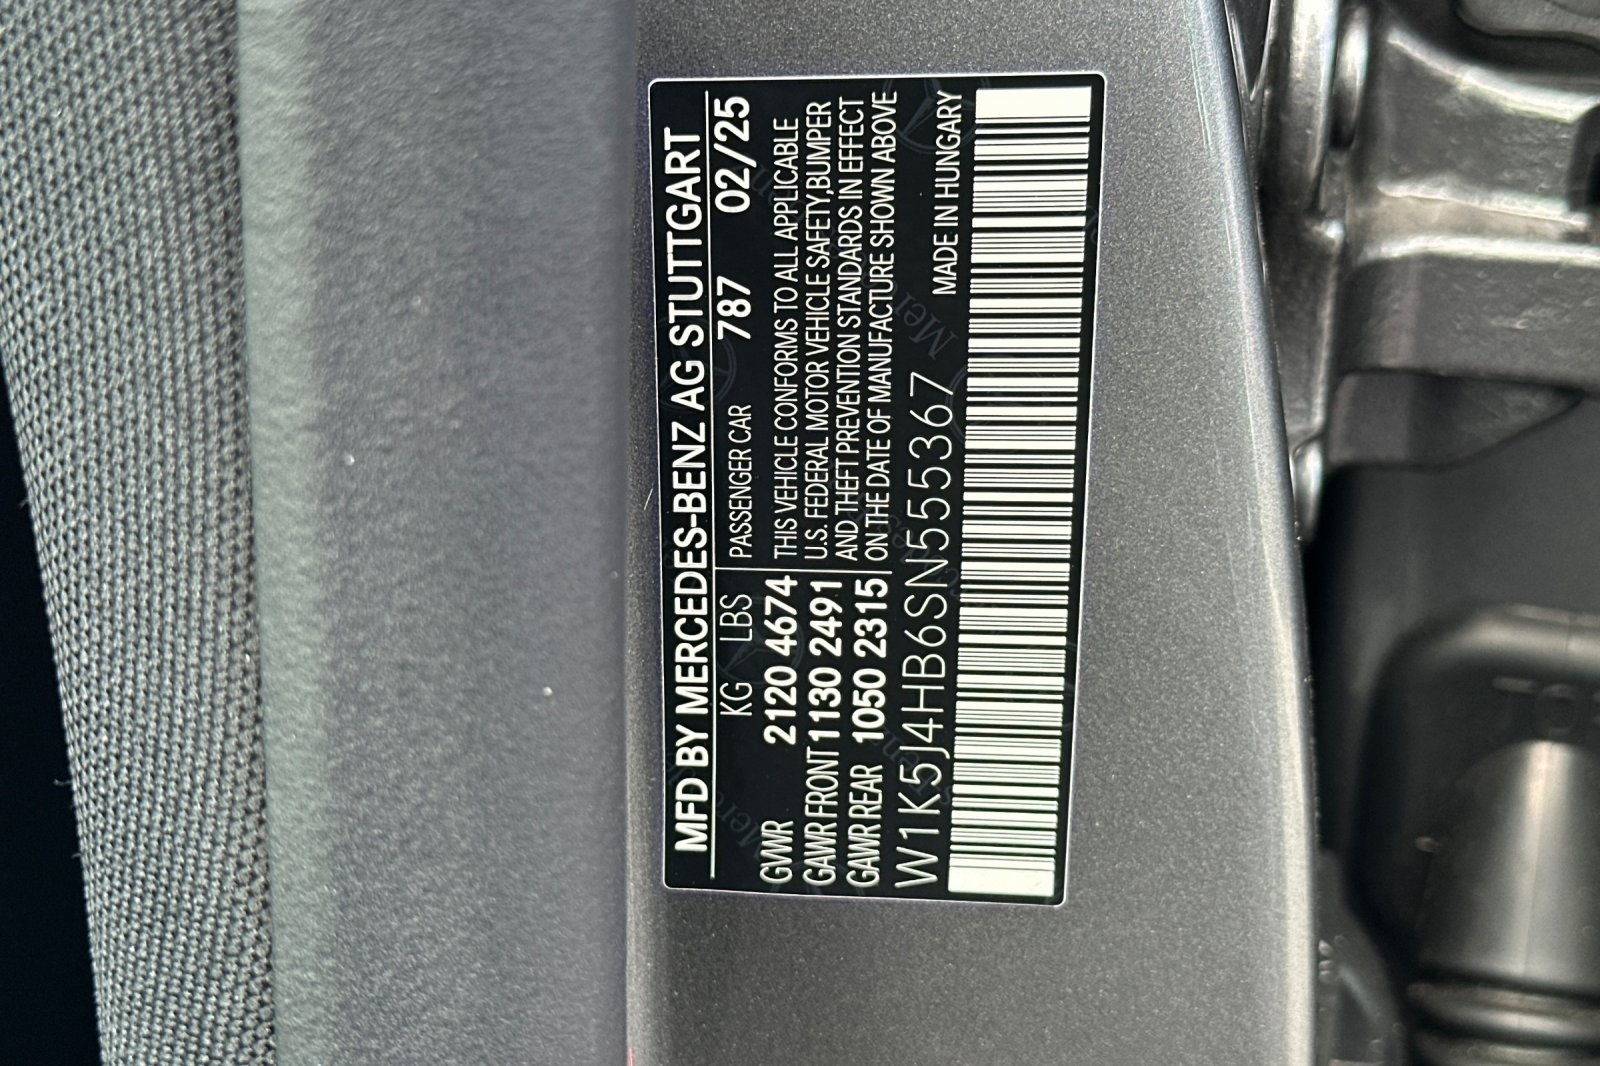 MFD BY MERCEDES-BENZ AG STUTTGART
KG LBS PASSENGER CAR 787 02/25
GVWR 2120 4674 THIS VEHICLE CONFORMS TO ALL APPLICABLE
GAWR FRONT 1130 2491 U.S. FEDERAL MOTOR VEHICLE SAFETY,BUMPER
AND THEFT PREVENTION STANDARDS IN EFFECT
GAWR REAR 1050 2315 ON THE DATE OF MANUFACTURE SHOWN ABOVE
W1K5J4HB6SN555367 MADE IN HUNGARY